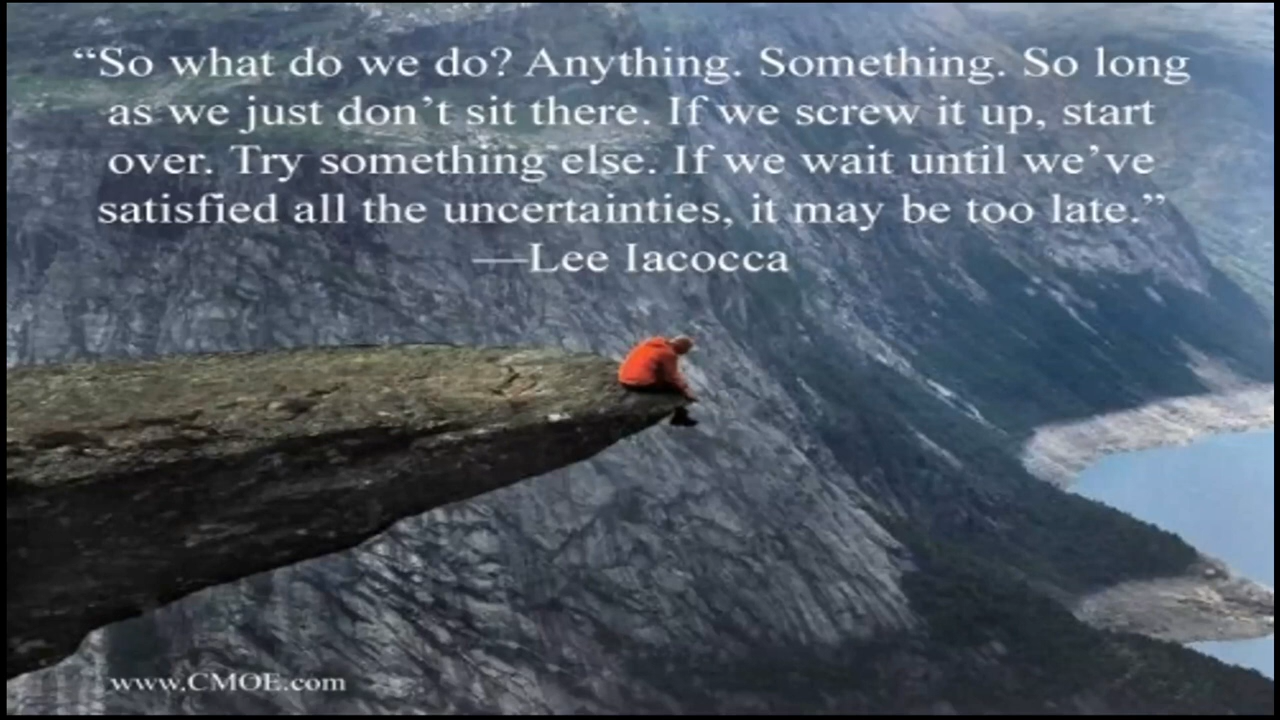 “So what do we do? Anything. Something. So long
as we just don’t sit there. If we screw it up, start
over. Try something else. If we wait until we’ve
satisfied all the uncertainties, it may be too late.”
—Lee Iacocca
www.CMOE.com